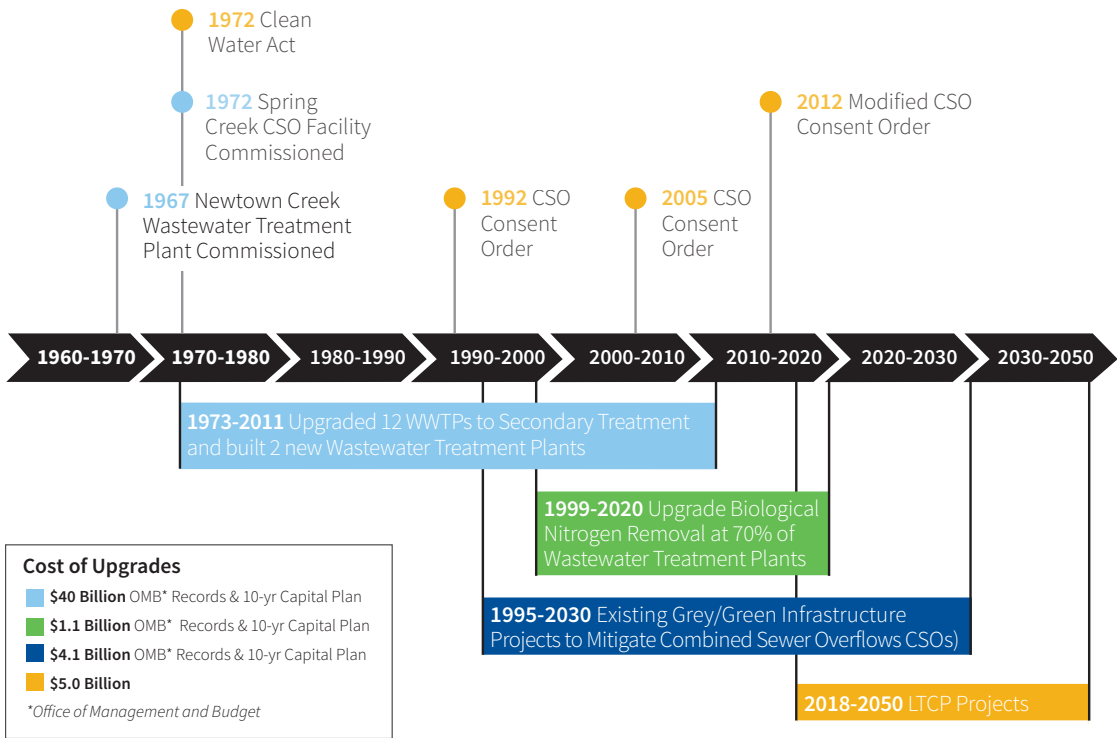 1972 Clean
Water Act
1972 Spring
Creek CSO Facility
Commissioned
1967 Newtown Creek
Wastewater Treatment
Plant Commissioned
1992 CSO
Consent
Order
2005 CSO
Consent
Order
2012 Modified CSO
Consent Order
1960-1970
1970-1980
1980-1990
1990-2000
2000-2010
2010-2020
2020-2030
2030-2050
1973-2011 Upgraded 12 WWTPs to Secondary Treatment
and built 2 new Wastewater Treatment Plants
1999-2020 Upgrade Biological
Nitrogen Removal at 70% of
Wastewater Treatment Plants
1995-2030 Existing Grey/Green Infrastructure
Projects to Mitigate Combined Sewer Overflows CSOs)
2018-2050 LTCP Projects
Cost of Upgrades
$40 Billion OMB* Records & 10-yr Capital Plan
$1.1 Billion OMB* Records & 10-yr Capital Plan
$4.1 Billion OMB* Records & 10-yr Capital Plan
$5.0 Billion
*Office of Management and Budget